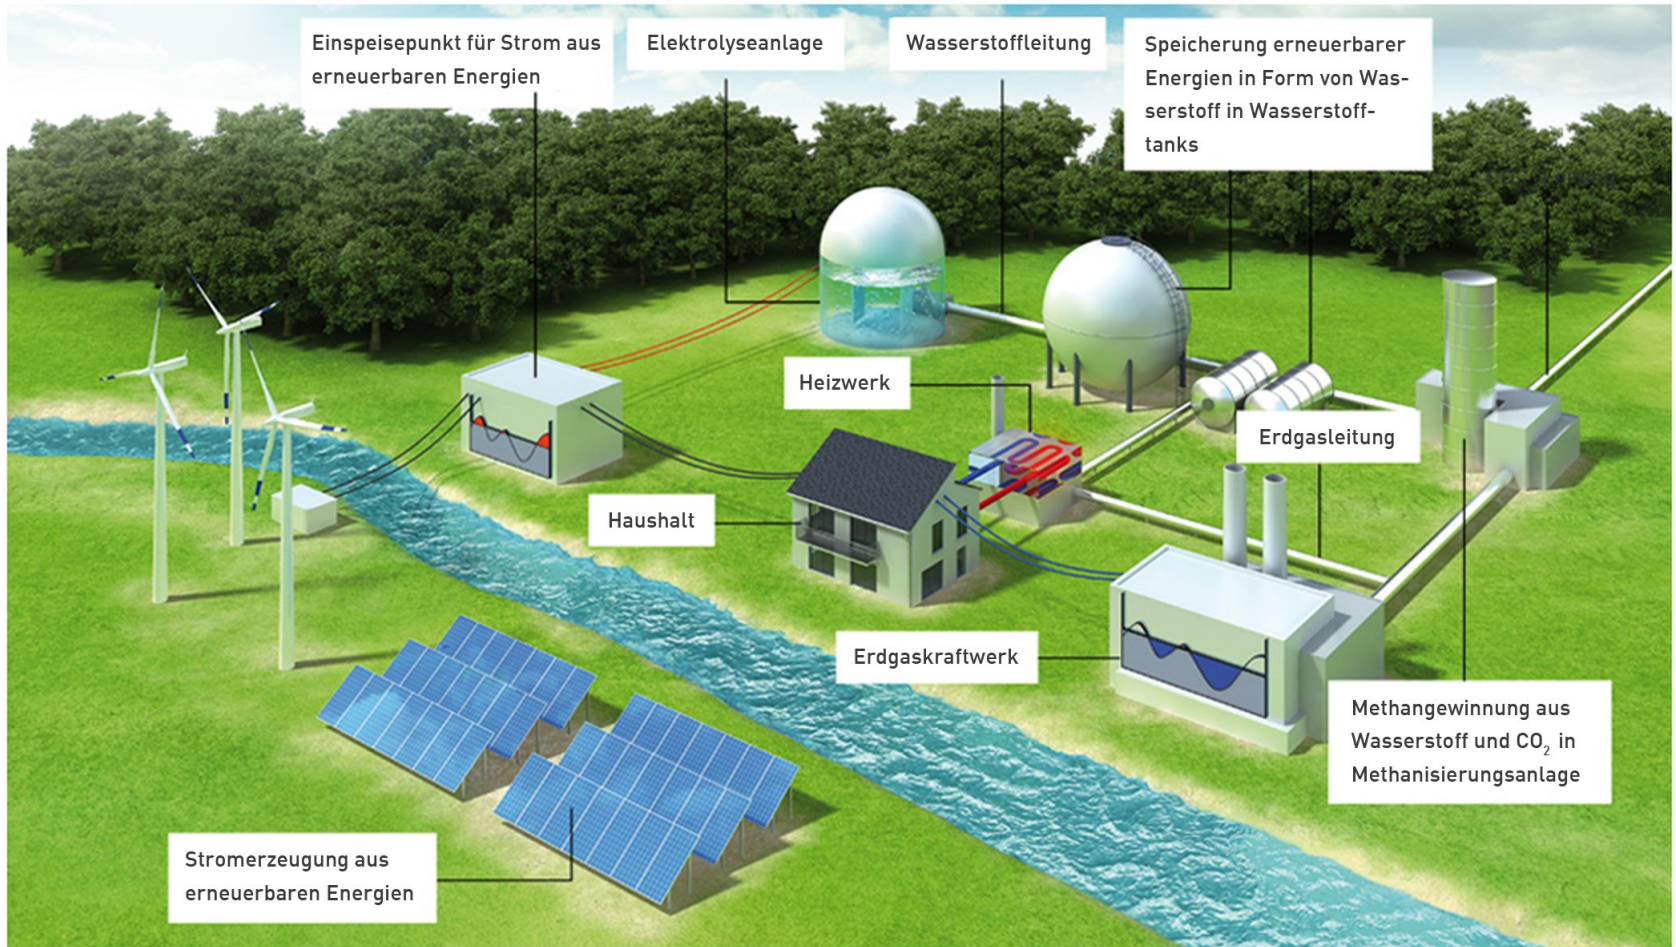 Einspeisepunkt für Strom aus
erneuerbaren Energien
Elektrolyseanlage
Wasserstoffleitung
Speicherung erneuerbarer
Energien in Form von Was-
serstoff in Wasserstoff-
tanks
Heizwerk
Erdgasleitung
Haushalt
Erdgaskraftwerk
Methangewinnung aus
Wasserstoff und CO₂ in
Methanisierungsanlage
Stromerzeugung aus
erneuerbaren Energien